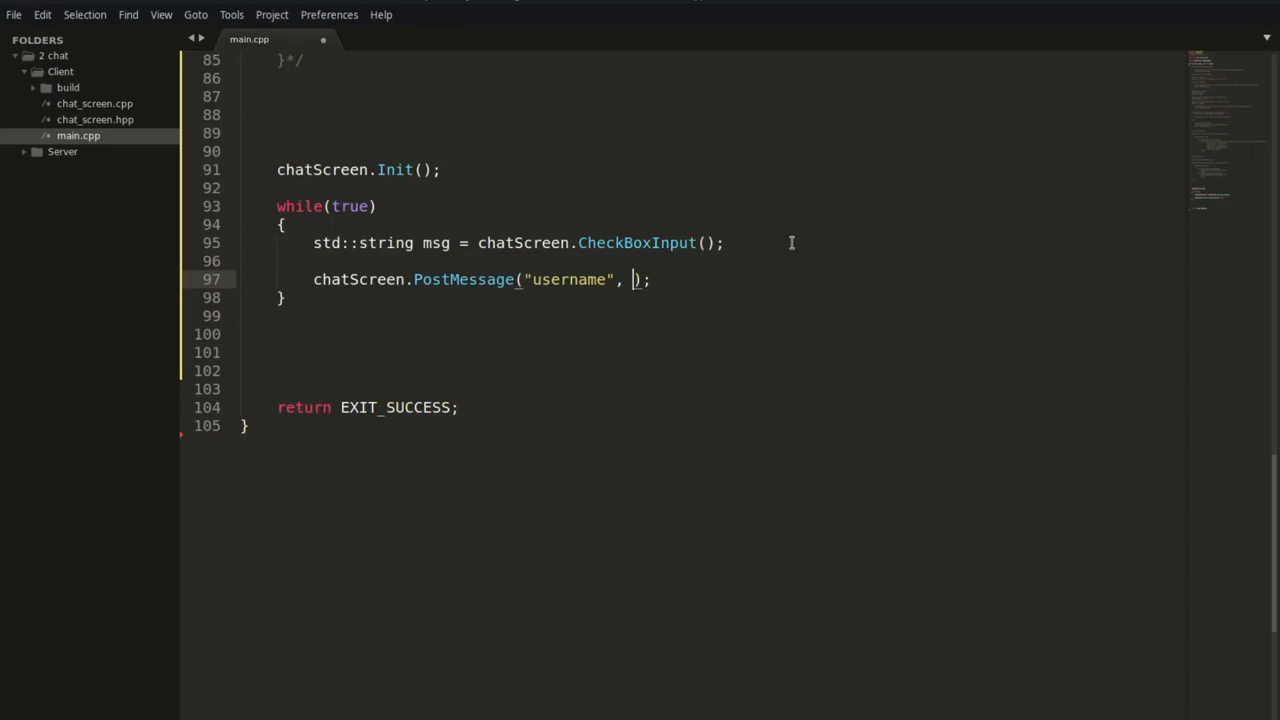 File Edit Selection Find View Goto Tools Project Preferences Help
FOLDERS
2 chat
Client
build
/* chat_screen.cpp
/* chat_screen.hpp
/* main.cpp
Server
main.cpp
85 }*/
86
87
88
89
90
91 chatScreen.Init();
92
93 while(true)
94 {
95 std::string msg = chatScreen.CheckBoxInput();
96
97 chatScreen.PostMessage("username", );
98 }
99
100
101
102
103
104 return EXIT_SUCCESS;
105 }